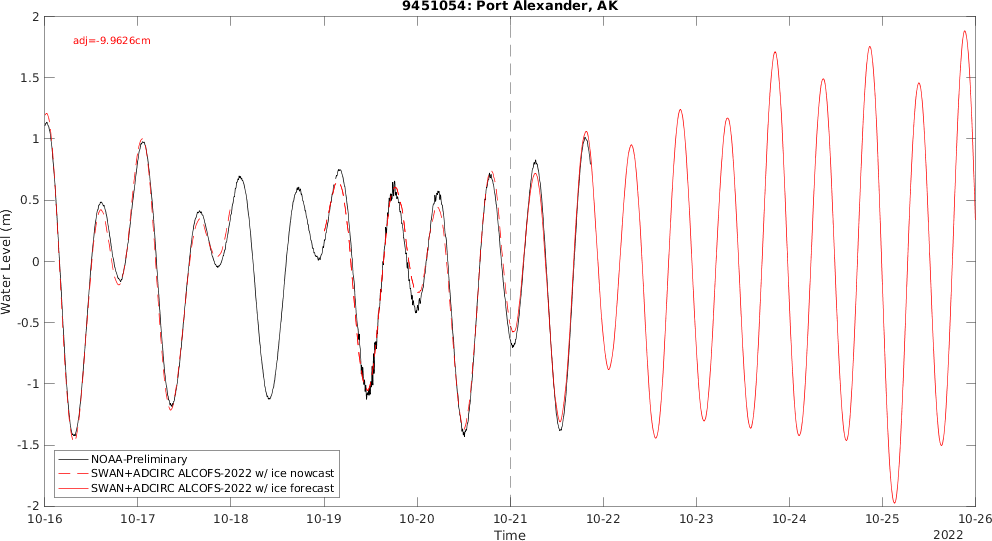 9451054: Port Alexander, AK
adj=-9.9626cm
Water Level (m)
2
1.5
1
0.5
0
-0.5
-1
-1.5
-2
NOAA-Preliminary
SWAN+ADCIRC ALCOFS-2022 w/ ice nowcast
SWAN+ADCIRC ALCOFS-2022 w/ ice forecast
10-16 10-17 10-18 10-19 10-20 10-21 10-22 10-23 10-24 10-25 10-26
Time
2022